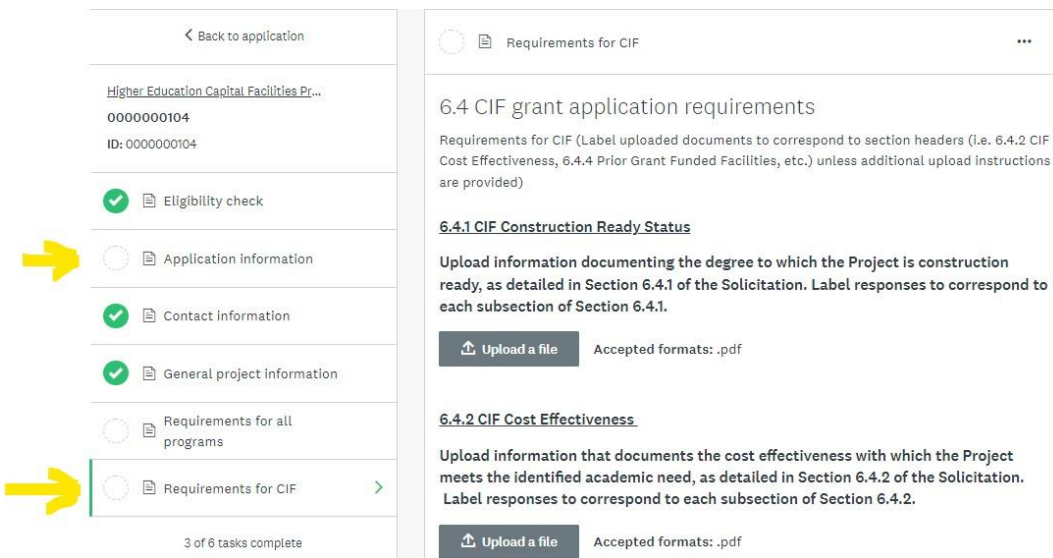 Back to application
Higher Education Capital Facilities Pr...
0000000104
ID: 0000000104
Eligibility check
Application information
Contact information
General project information
Requirements for all
programs
Requirements for CIF
3 of 6 tasks complete
Requirements for CIF
6.4 CIF grant application requirements
Requirements for CIF (Label uploaded documents to correspond to section headers (i.e. 6.4.2 CIF
Cost Effectiveness, 6.4.4 Prior Grant Funded Facilities, etc.) unless additional upload instructions
are provided)
6.4.1 CIF Construction Ready Status
Upload information documenting the degree to which the Project is construction
ready, as detailed in Section 6.4.1 of the Solicitation. Label responses to correspond to
each subsection of Section 6.4.1.
Upload a file Accepted formats: .pdf
6.4.2 CIF Cost Effectiveness
Upload information that documents the cost effectiveness with which the Project
meets the identified academic need, as detailed in Section 6.4.2 of the Solicitation.
Label responses to correspond to each subsection of Section 6.4.2.
Upload a file Accepted formats: .pdf